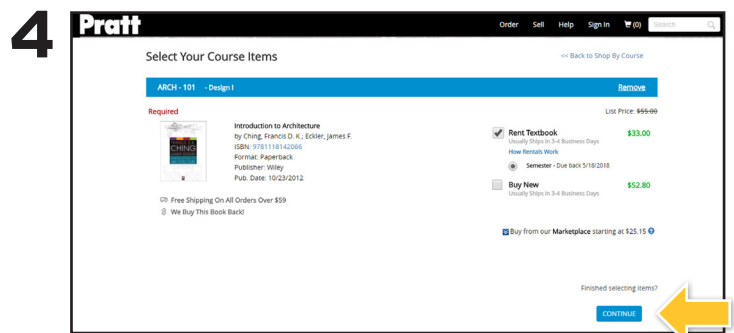 4
Pratt
Order Sell Help Sign In (0) Search
Select Your Course Items
<< Back to Shop By Course
ARCH - 101 - Design I
Remove
Required
List Price: $55.00
CHING
Introduction to Architecture
by Ching, Francis D. K.; Eckler, James F.
ISBN: 9781118142066
Format: Paperback
Publisher: Wiley
Pub. Date: 10/23/2012
Free Shipping On All Orders Over $59
We Buy This Book Back!
Rent Textbook $33.00
Usually Ships in 3-4 Business Days
How Rentals Work
Semester - Due back 5/18/2018
Buy New $52.80
Usually Ships in 3-4 Business Days
Buy from our Marketplace starting at $25.15
Finished selecting items?
CONTINUE